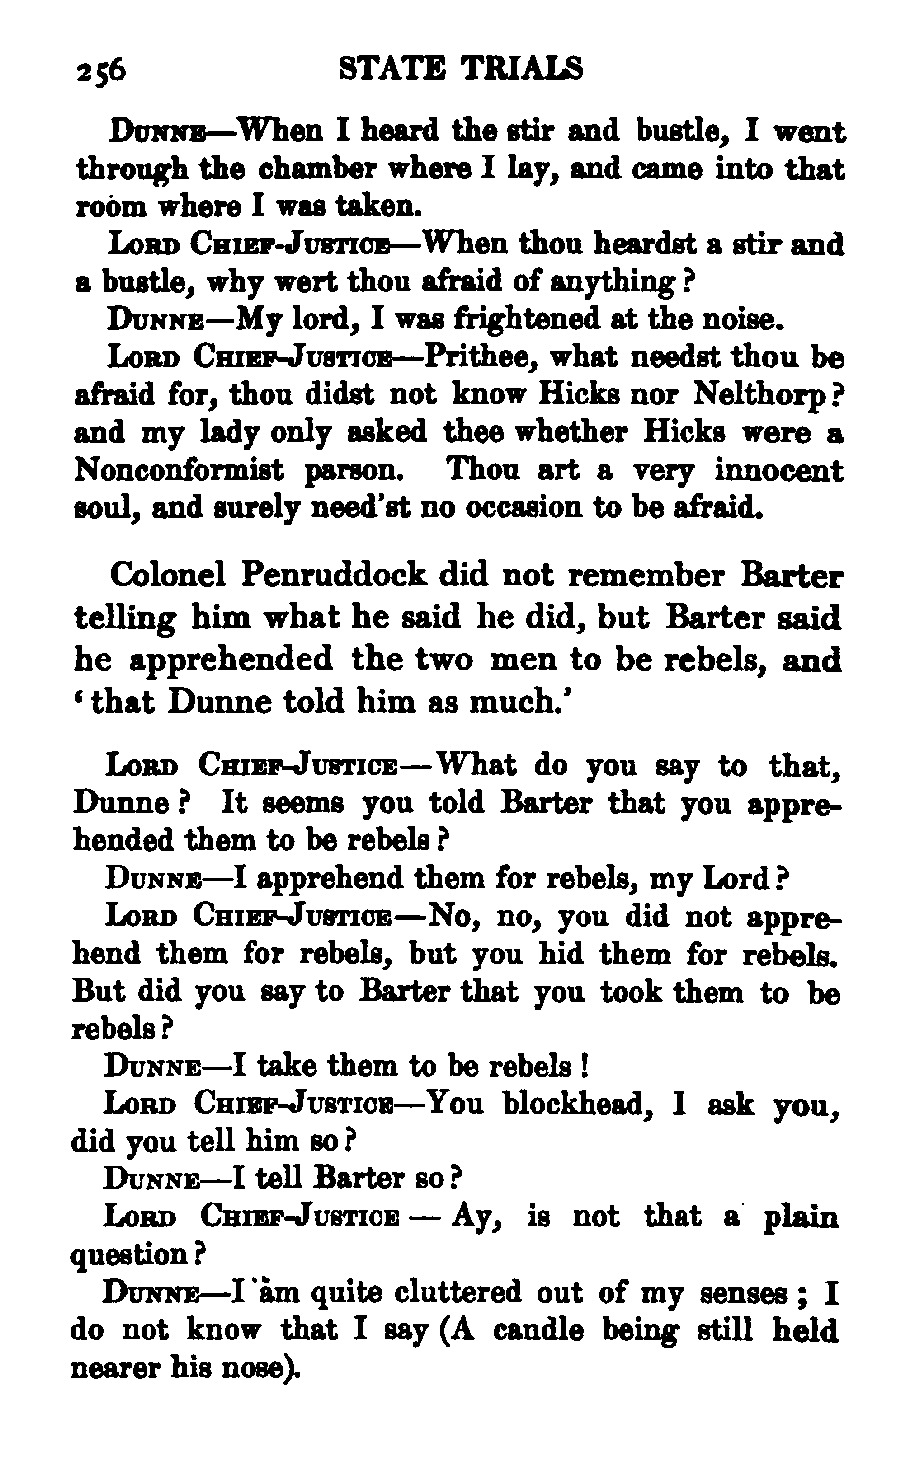 256 STATE TRIALS
DUNNE—When I heard the stir and bustle, I went
through the chamber where I lay, and came into that
room where I was taken.
LORD CHIEF-JUSTICE—When thou heardst a stir and
a bustle, why wert thou afraid of anything?
DUNNE—My lord, I was frightened at the noise.
LORD CHIEF-JUSTICE—Prithee, what needst thou be
afraid for, thou didst not know Hicks nor Nelthorp?
and my lady only asked thee whether Hicks were a
Nonconformist parson. Thou art a very innocent
soul, and surely need'st no occasion to be afraid.
Colonel Penruddock did not remember Barter
telling him what he said he did, but Barter said
he apprehended the two men to be rebels, and
‘that Dunne told him as much.’
LORD CHIEF-JUSTICE—What do you say to that,
Dunne? It seems you told Barter that you appre-
hended them to be rebels?
DUNNE—I apprehend them for rebels, my Lord?
LORD CHIEF-JUSTICE—No, no, you did not appre-
hend them for rebels, but you hid them for rebels.
But did you say to Barter that you took them to be
rebels?
DUNNE—I take them to be rebels!
LORD CHIEF-JUSTICE—You blockhead, I ask you,
did you tell him so?
DUNNE—I tell Barter so?
LORD CHIEF-JUSTICE — Ay, is not that a plain
question?
DUNNE—I am quite cluttered out of my senses; I
do not know that I say (A candle being still held
nearer his nose).